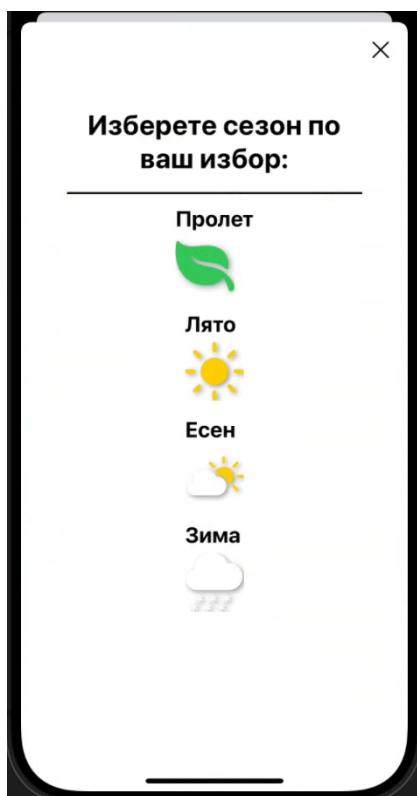 Изберете сезон по
ваш избор:
Пролет
Лято
Есен
Зима